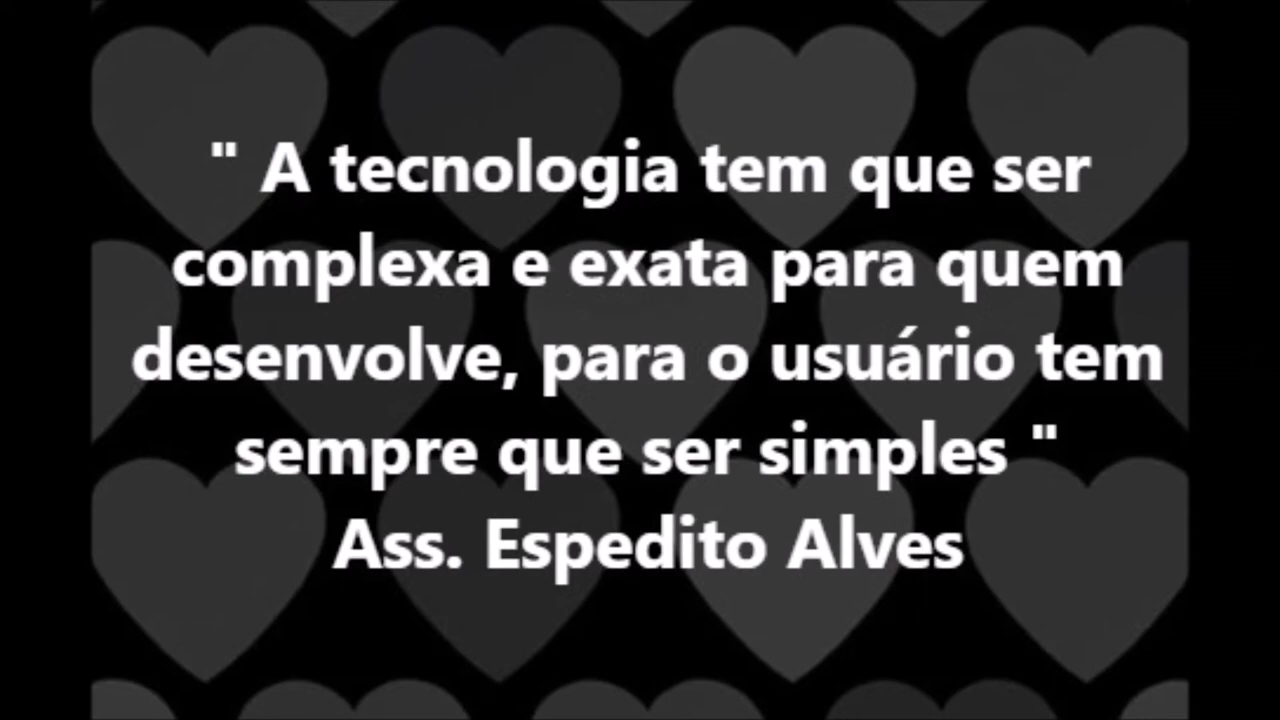 " A tecnologia tem que ser
complexa e exata para quem
desenvolve, para o usuário tem
sempre que ser simples "
Ass. Espedito Alves